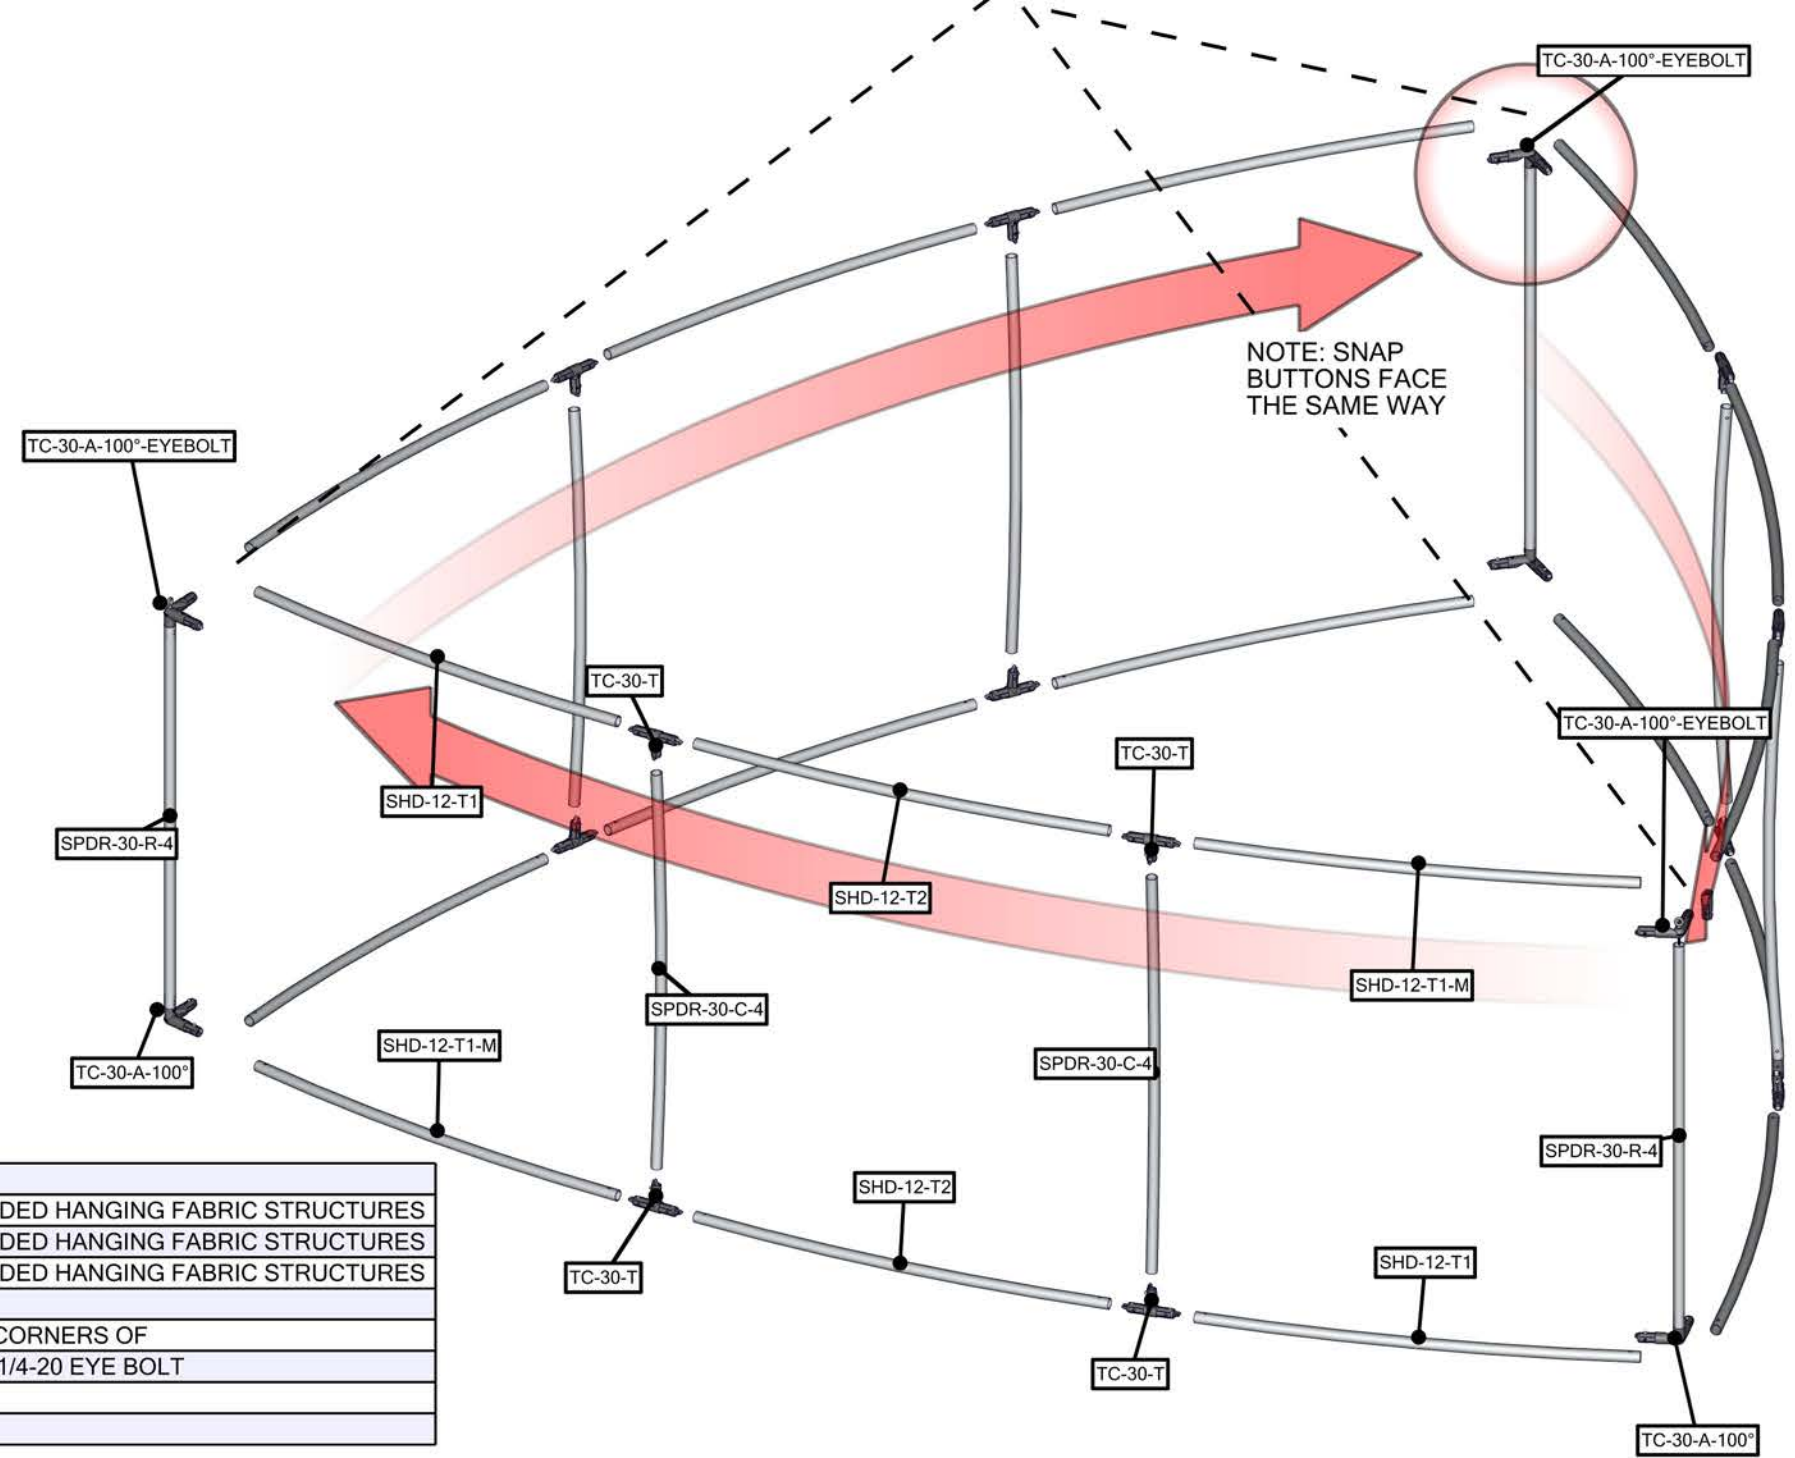 TC-30-A-100°-EYEBOLT
NOTE: SNAP
BUTTONS FACE
THE SAME WAY
TC-30-A-100°-EYEBOLT
TC-30-T
TC-30-A-100°-EYEBOLT
TC-30-T
SHD-12-T1
SPDR-30-R-4
SHD-12-T2
SHD-12-T1-M
SPDR-30-C-4
SHD-12-T1-M
SPDR-30-C-4
TC-30-A-100°
SPDR-30-R-4
SHD-12-T2
DED HANGING FABRIC STRUCTURES
DED HANGING FABRIC STRUCTURES
DED HANGING FABRIC STRUCTURES
SHD-12-T1
TC-30-T
CORNERS OF
1/4-20 EYE BOLT
TC-30-T
TC-30-A-100°